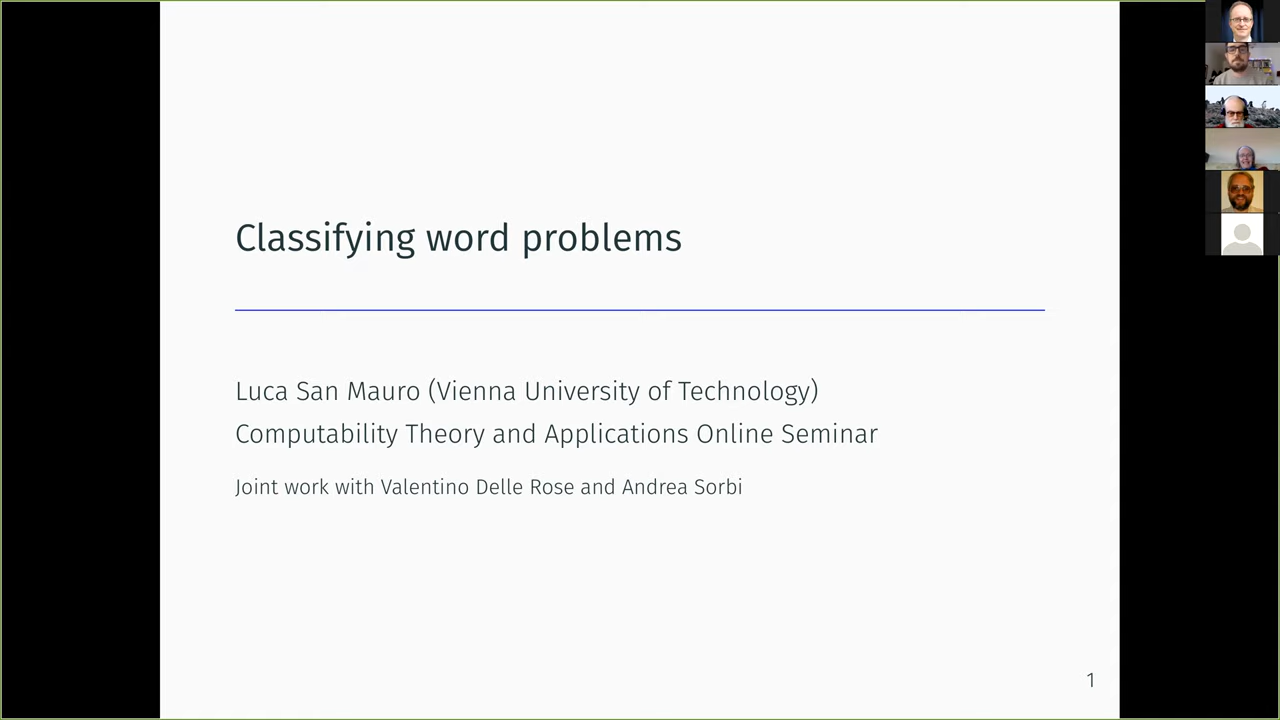 Classifying word problems
Luca San Mauro (Vienna University of Technology)
Computability Theory and Applications Online Seminar
Joint work with Valentino Delle Rose and Andrea Sorbi
1